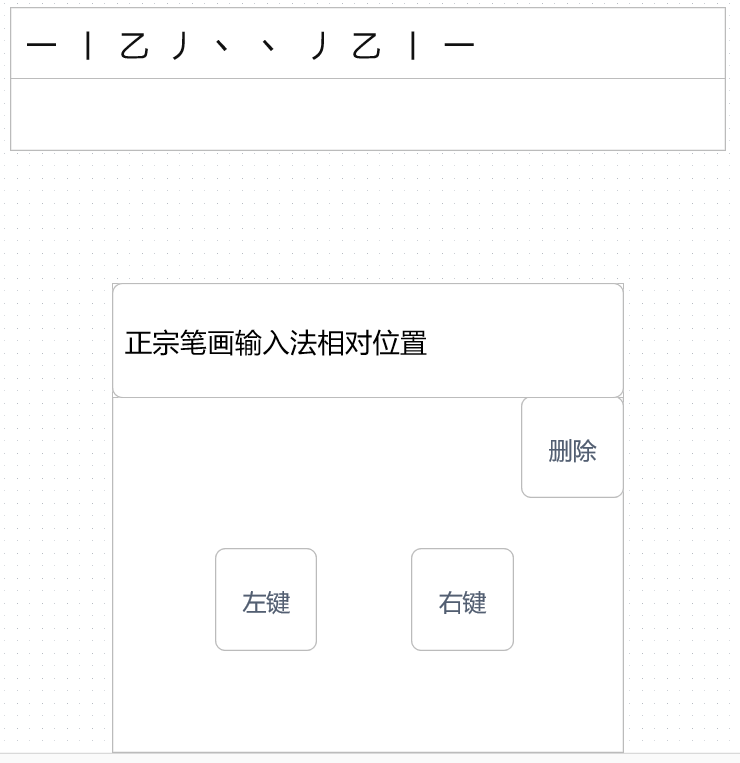 一 丨 乙 丿 丶 丶 丿 乙 丨 一
正宗笔画输入法相对位置
删除
左键 右键